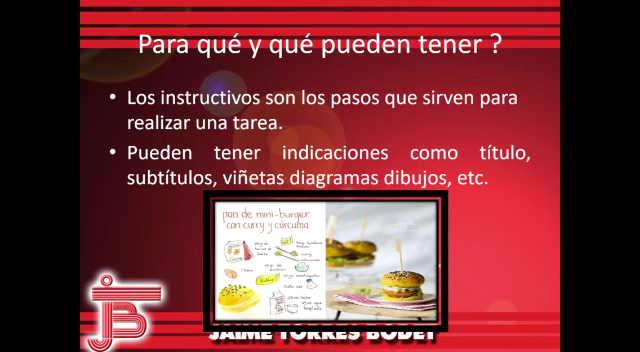 Para qué y qué pueden tener ?
• Los instructivos son los pasos que sirven para
realizar una tarea.
• Pueden tener indicaciones como título,
subtítulos, viñetas diagramas dibujos, etc.
pan de mini-burger
con curry y cúrcuma
JB
JAIME TORRES BODET